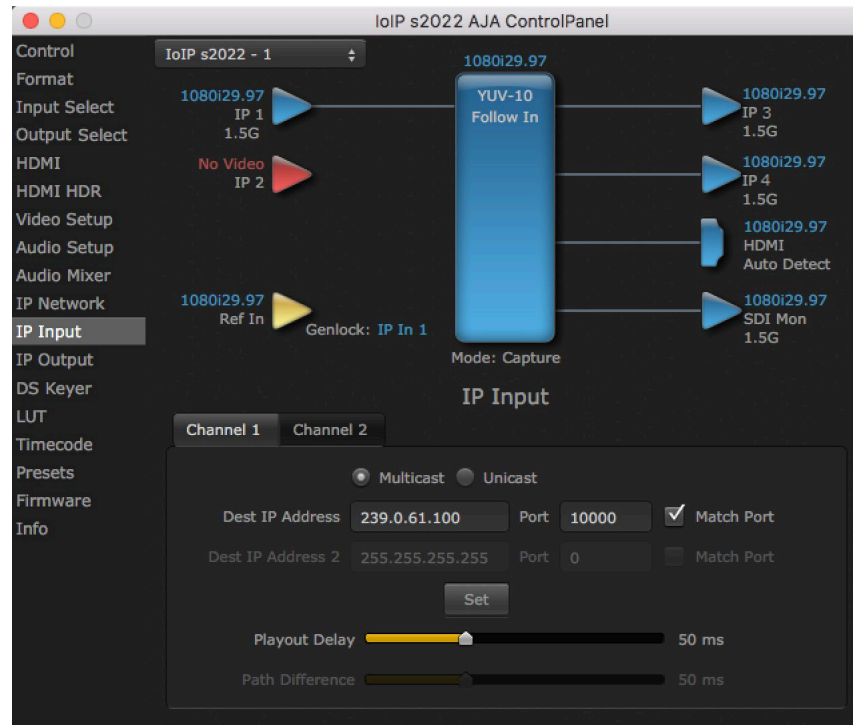 IoIP s2022 AJA ControlPanel
Control
Format
Input Select
Output Select
HDMI
HDMI HDR
Video Setup
Audio Setup
Audio Mixer
IP Network
IP Input
IP Output
DS Keyer
LUT
Timecode
Presets
Firmware
Info
IoIP s2022 - 1
1080i29.97
IP 1
1.5G
No Video
IP 2
1080i29.97
Ref In
Genlock: IP In 1
1080i29.97
YUV-10
Follow In
Mode: Capture
1080i29.97
IP 3
1.5G
1080i29.97
IP 4
1.5G
1080i29.97
HDMI
Auto Detect
1080i29.97
SDI Mon
1.5G
IP Input
Channel 1 Channel 2
Multicast Unicast
Dest IP Address 239.0.61.100 Port 10000 Match Port
Dest IP Address 2 255.255.255.255 Port 0 Match Port
Set
Playout Delay 50 ms
Path Difference 50 ms